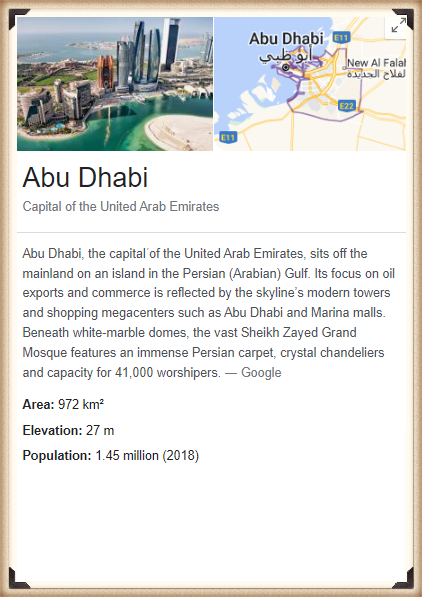 Abu Dhabi
أبو ظبي
E11
New Al Falah
الفلاح الجديدة
E22
E11
Abu Dhabi
Capital of the United Arab Emirates
Abu Dhabi, the capital of the United Arab Emirates, sits off the
mainland on an island in the Persian (Arabian) Gulf. Its focus on oil
exports and commerce is reflected by the skyline's modern towers
and shopping megacenters such as Abu Dhabi and Marina malls.
Beneath white-marble domes, the vast Sheikh Zayed Grand
Mosque features an immense Persian carpet, crystal chandeliers
and capacity for 41,000 worshipers. — Google
Area: 972 km²
Elevation: 27 m
Population: 1.45 million (2018)